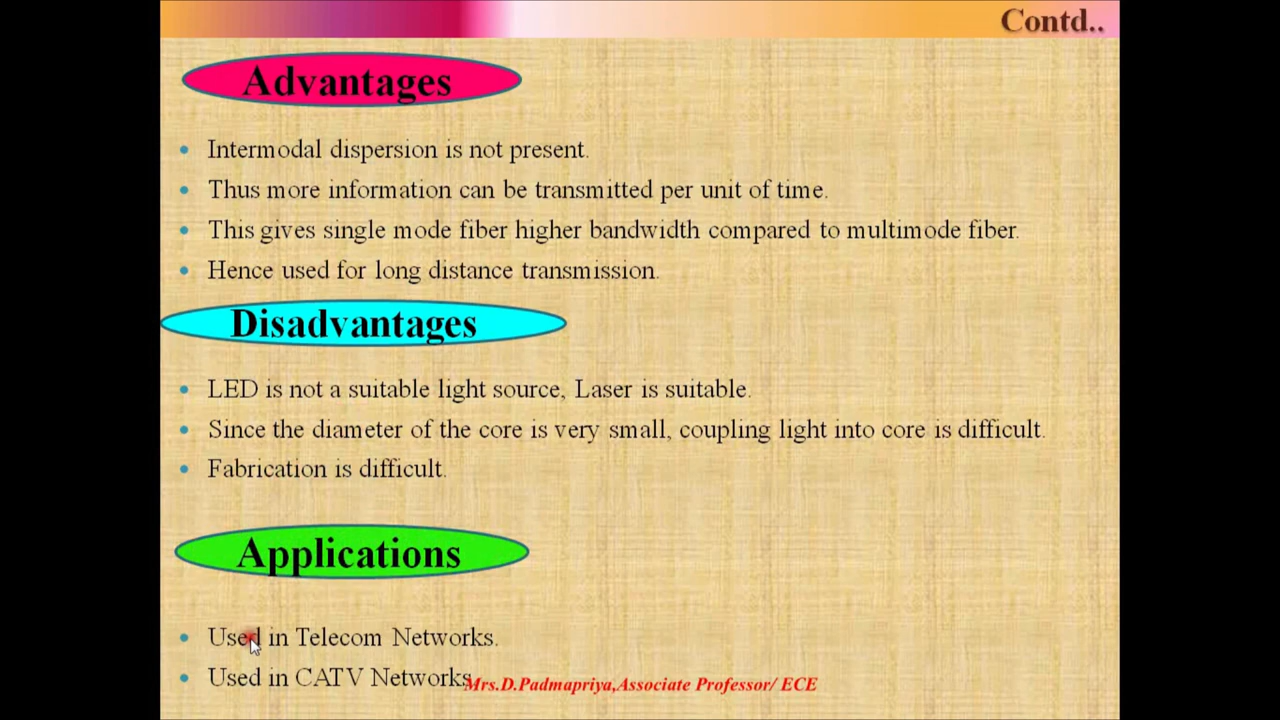 Contd..
Advantages
Intermodal dispersion is not present.
Thus more information can be transmitted per unit of time.
This gives single mode fiber higher bandwidth compared to multimode fiber.
Hence used for long distance transmission.
Disadvantages
LED is not a suitable light source, Laser is suitable.
Since the diameter of the core is very small, coupling light into core is difficult.
Fabrication is difficult.
Applications
Used in Telecom Networks.
Used in CATV Networks
Mrs.D.Padmapriya,Associate Professor/ ECE